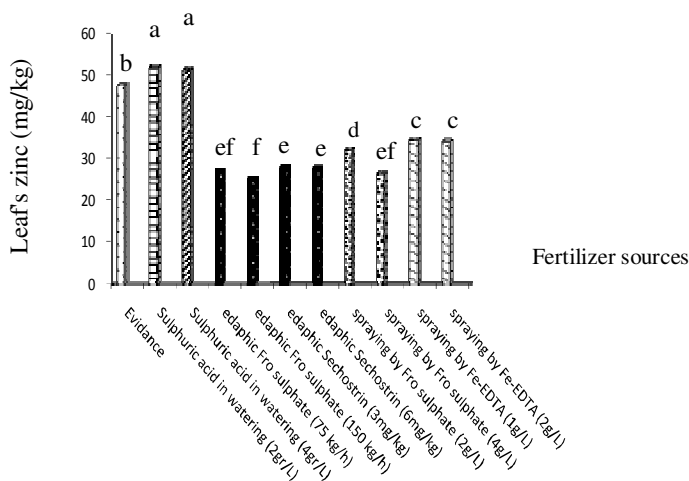 Leaf's zinc (mg/kg)
60
50
40
30
20
10
0
b
a
a
ef
f
e
e
d
ef
c
c
Evidance
Sulphuric acid in watering (2gr/L)
Sulphuric acid in watering (4gr/L)
edaphic Fro sulphate (75 kg/h)
edaphic Fro sulphate (150 kg/h)
edaphic Sechostrin (3mg/kg)
edaphic Sechostrin (6mg/kg)
spraying by Fro sulphate (2g/L)
spraying by Fro sulphate (4g/L)
spraying by Fe-EDTA (1g/L)
spraying by Fe-EDTA (2g/L)
Fertilizer sources